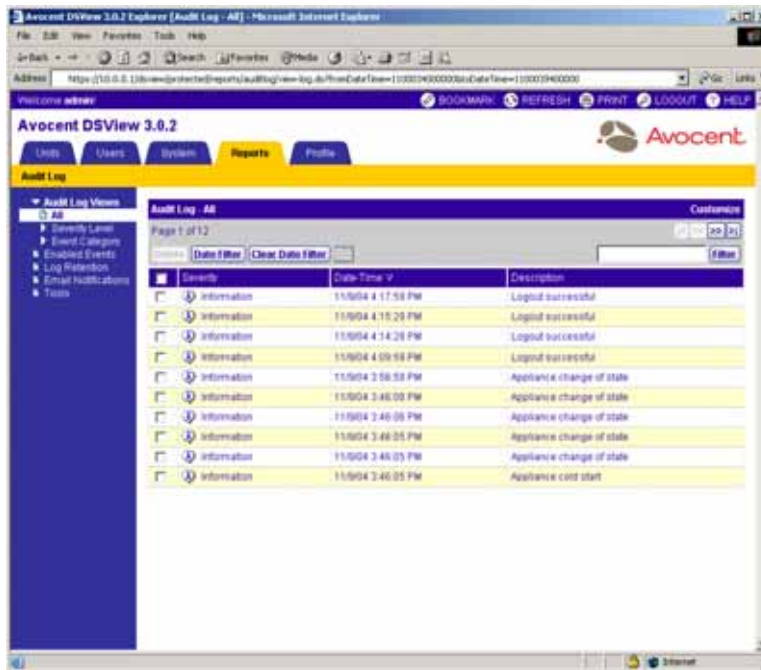 Avocent DSView 3.0.2 Explorer [Audit Log - All] - Microsoft Internet Explorer
File Edit View Favorites Tools Help
Back Search Favorites Media
Address Go Links
Welcome admin BOOKMARK REFRESH PRINT LOGOUT HELP
Avocent DSView 3.0.2
Avocent
Units Users System Reports Profile
Audit Log
Audit Log Views
All
Severity Level
Event Category
Enabled Events
Log Retention
Email Notifications
Tools
Audit Log - All Customize
Page 1 of 12
Delete Date Filter Clear Date Filter Filter
Severity Date-Time Description
Information 11/9/04 4:17:58 PM Logout successful
Information 11/9/04 4:15:29 PM Logout successful
Information 11/9/04 4:14:26 PM Logout successful
Information 11/9/04 4:09:59 PM Logout successful
Information 11/9/04 3:58:58 PM Appliance change of state
Information 11/9/04 3:46:08 PM Appliance change of state
Information 11/9/04 3:46:06 PM Appliance change of state
Information 11/9/04 3:46:05 PM Appliance change of state
Information 11/9/04 3:46:05 PM Appliance change of state
Information 11/9/04 3:46:05 PM Appliance cold start
Internet